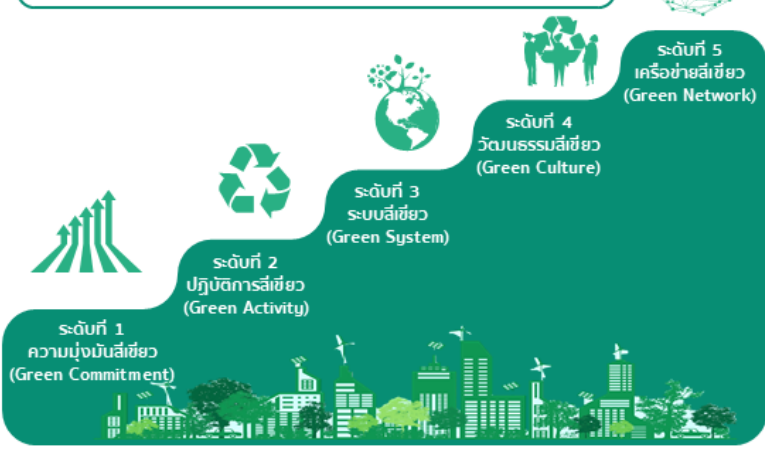 ระดับที่ 5
เครือข่ายสีเขียว
(Green Network)
ระดับที่ 4
วัฒนธรรมสีเขียว
(Green Culture)
ระดับที่ 3
ระบบสีเขียว
(Green System)
ระดับที่ 2
ปฏิบัติการสีเขียว
(Green Activity)
ระดับที่ 1
ความมุ่งมันสีเขียว
(Green Commitment)